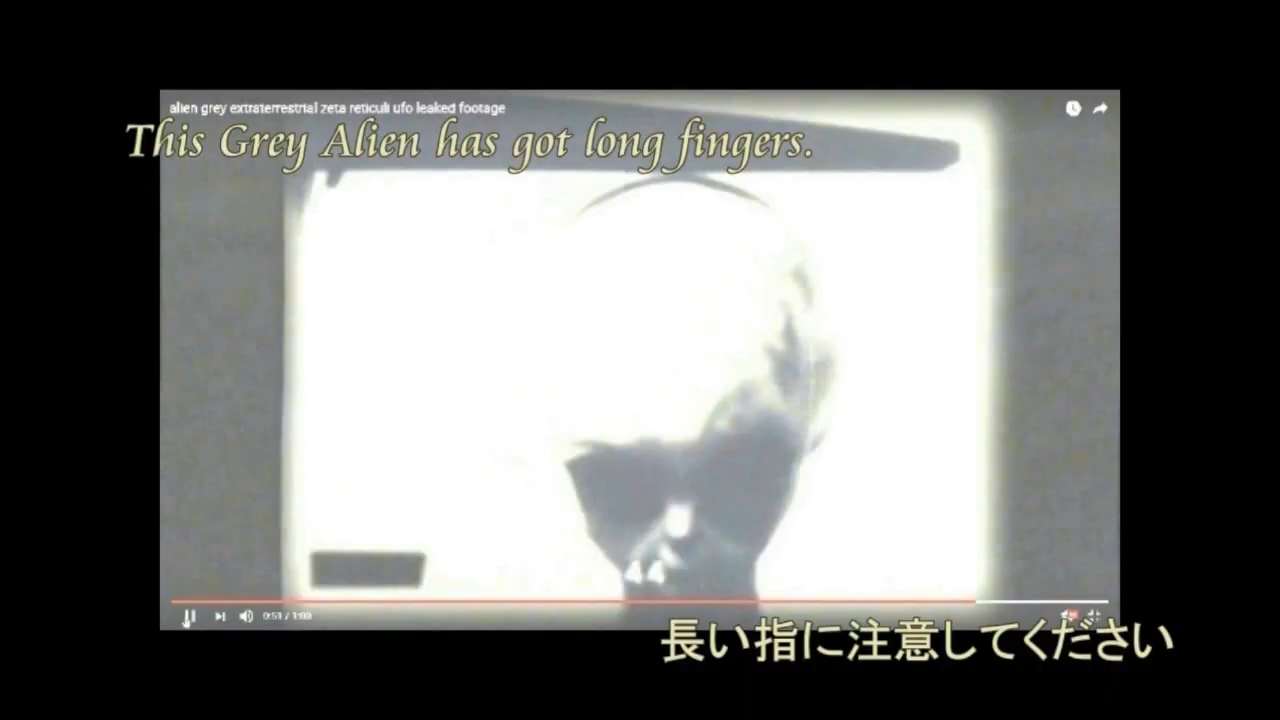 alien grey extraterrestrial zeta reticuli ufo leaked footage
This Grey Alien has got long fingers.
0:51 / 1:00
長い指に注意してください